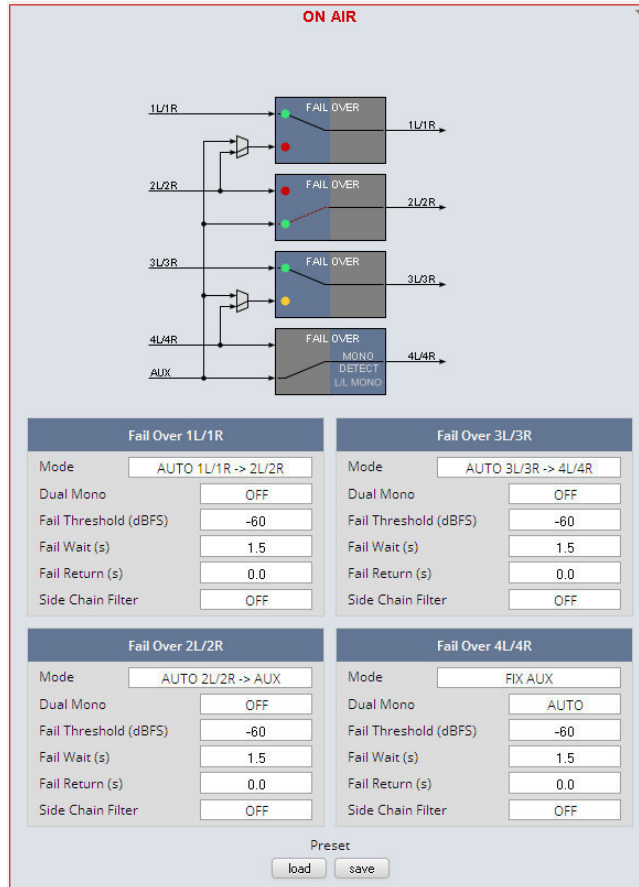 ON AIR
1L/1R
FAIL OVER
1L/1R
2L/2R
FAIL OVER
2L/2R
3L/3R
FAIL OVER
3L/3R
4L/4R
FAIL OVER
MONO
DETECT
L/L MONO
4L/4R
AUX
Fail Over 1L/1R
Mode AUTO 1L/1R -> 2L/2R
Dual Mono OFF
Fail Threshold (dBFS) -60
Fail Wait (s) 1.5
Fail Return (s) 0.0
Side Chain Filter OFF
Fail Over 3L/3R
Mode AUTO 3L/3R -> 4L/4R
Dual Mono OFF
Fail Threshold (dBFS) -60
Fail Wait (s) 1.5
Fail Return (s) 0.0
Side Chain Filter OFF
Fail Over 2L/2R
Mode AUTO 2L/2R -> AUX
Dual Mono OFF
Fail Threshold (dBFS) -60
Fail Wait (s) 1.5
Fail Return (s) 0.0
Side Chain Filter OFF
Fail Over 4L/4R
Mode FIX AUX
Dual Mono AUTO
Fail Threshold (dBFS) -60
Fail Wait (s) 1.5
Fail Return (s) 0.0
Side Chain Filter OFF
Preset
load save